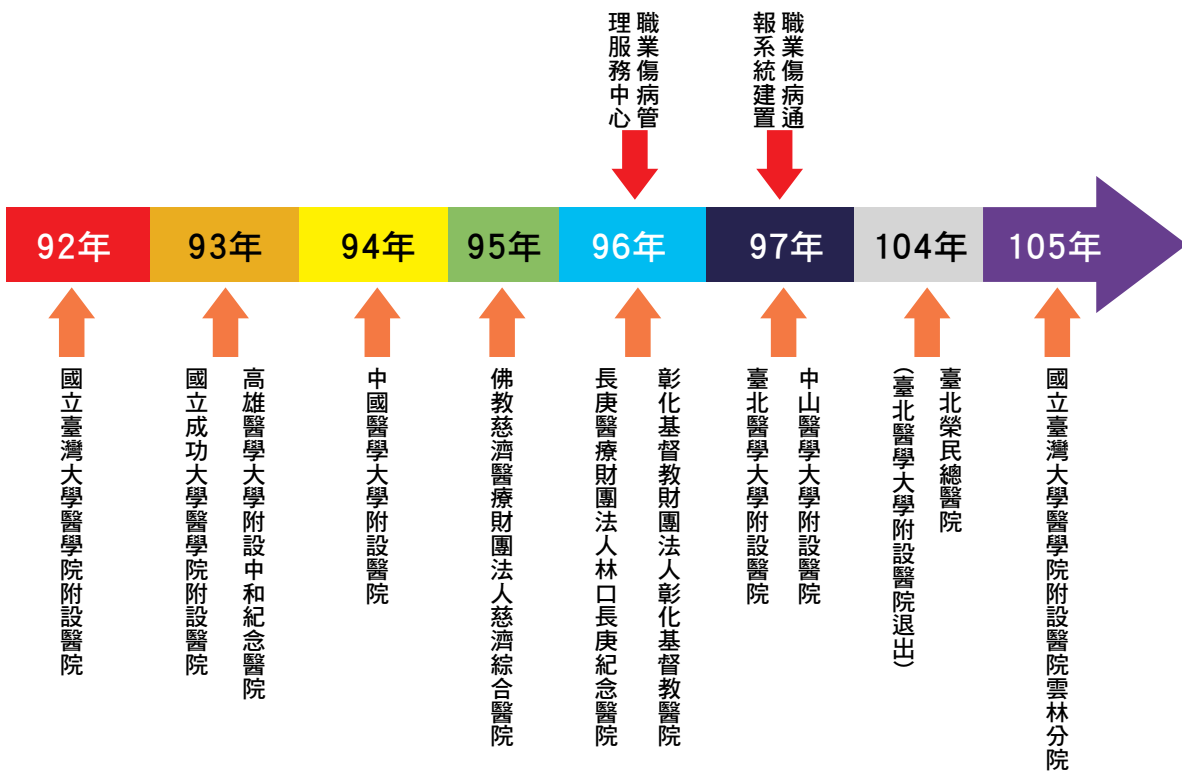 職業傷病管
理服務中心
職業傷病通
報系統建置
92年
93年
94年
95年
96年
97年
104年
105年
國立臺灣大學醫學院附設醫院
高雄醫學大學附設中和紀念醫院
國立成功大學醫學院附設醫院
中國醫學大學附設醫院
佛教慈濟醫療財團法人慈濟綜合醫院
彰化基督教財團法人彰化基督教醫院
長庚醫療財團法人林口長庚紀念醫院
中山醫學大學附設醫院
臺北醫學大學附設醫院
臺北榮民總醫院
(臺北醫學大學附設醫院退出)
國立臺灣大學醫學院附設醫院雲林分院